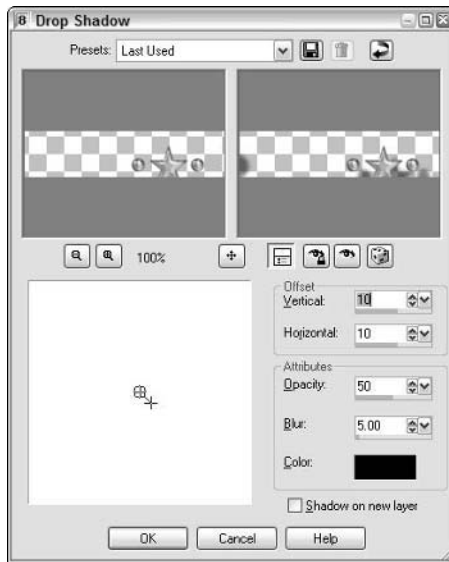 8 Drop Shadow
Presets: Last Used
100%
Offset
Vertical: 10
Horizontal: 10
Attributes
Opacity: 50
Blur: 5.00
Color:
Shadow on new layer
OK Cancel Help